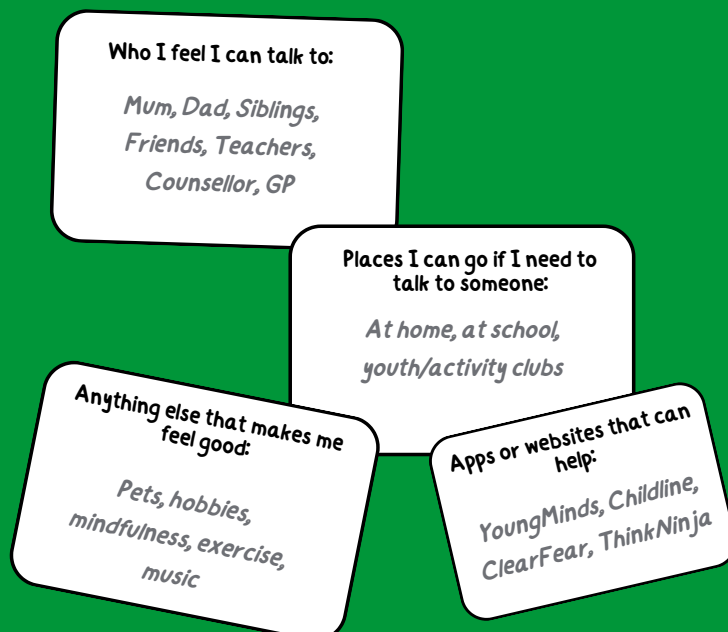 Who I feel I can talk to:
Mum, Dad, Siblings,
Friends, Teachers,
Counsellor, GP
Places I can go if I need to
talk to someone:
At home, at school,
youth/activity clubs
Anything else that makes me
feel good:
Pets, hobbies,
mindfulness, exercise,
music
Apps or websites that can
help:
YoungMinds, Childline,
ClearFear, ThinkNinja